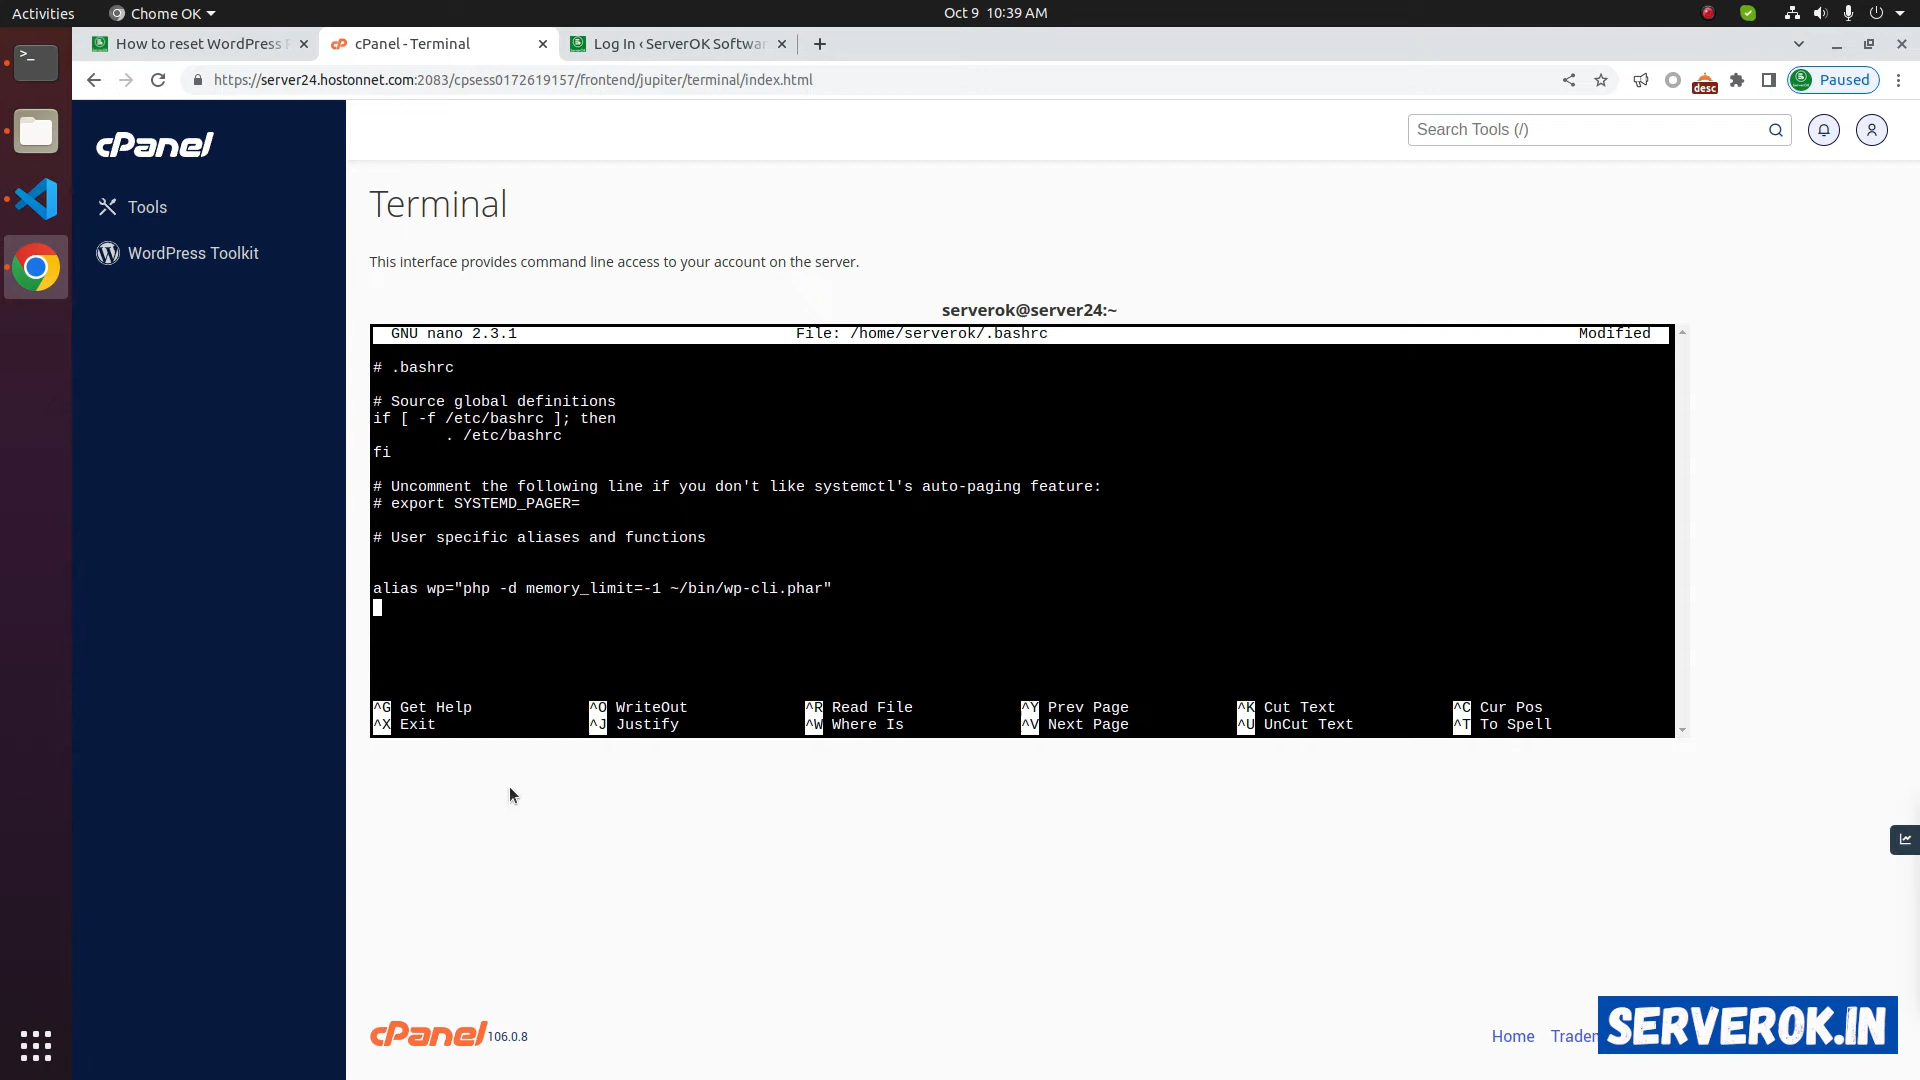 Activities
Chome OK
Oct 9 10:39 AM
How to reset WordPress
cPanel - Terminal
Log In ‹ ServerOK Softwar
https://server24.hostonnet.com:2083/cpsess0172619157/frontend/jupiter/terminal/index.html
desc
Paused
cPanel
Search Tools (/)
Tools
WordPress Toolkit
Terminal
This interface provides command line access to your account on the server.
serverok@server24:~
GNU nano 2.3.1 File: /home/serverok/.bashrc Modified
# .bashrc
# Source global definitions
if [ -f /etc/bashrc ]; then
. /etc/bashrc
fi
# Uncomment the following line if you don't like systemctl's auto-paging feature:
# export SYSTEMD_PAGER=
# User specific aliases and functions
alias wp="php -d memory_limit=-1 ~/bin/wp-cli.phar"
^G Get Help ^O WriteOut ^R Read File ^Y Prev Page ^K Cut Text ^C Cur Pos
^X Exit ^J Justify ^W Where Is ^V Next Page ^U UnCut Text ^T To Spell
cPanel 106.0.8
Home Trader
SERVEROK.IN